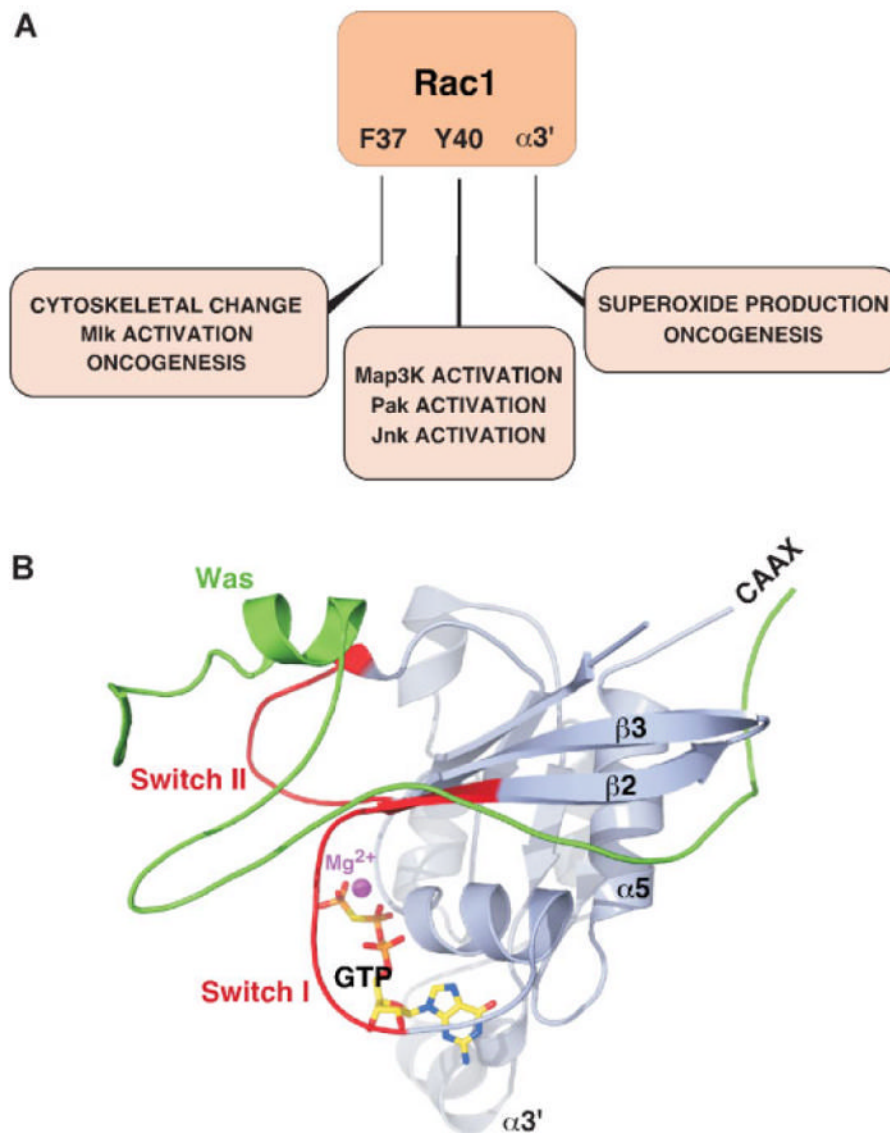 A
Rac1
F37 Y40 α3'
CYTOSKELETAL CHANGE
Mlk ACTIVATION
ONCOGENESIS
Map3K ACTIVATION
Pak ACTIVATION
Jnk ACTIVATION
SUPEROXIDE PRODUCTION
ONCOGENESIS
B
Was
CAAX
β3
Switch II
β2
Mg2+
α5
GTP
Switch I
α3'